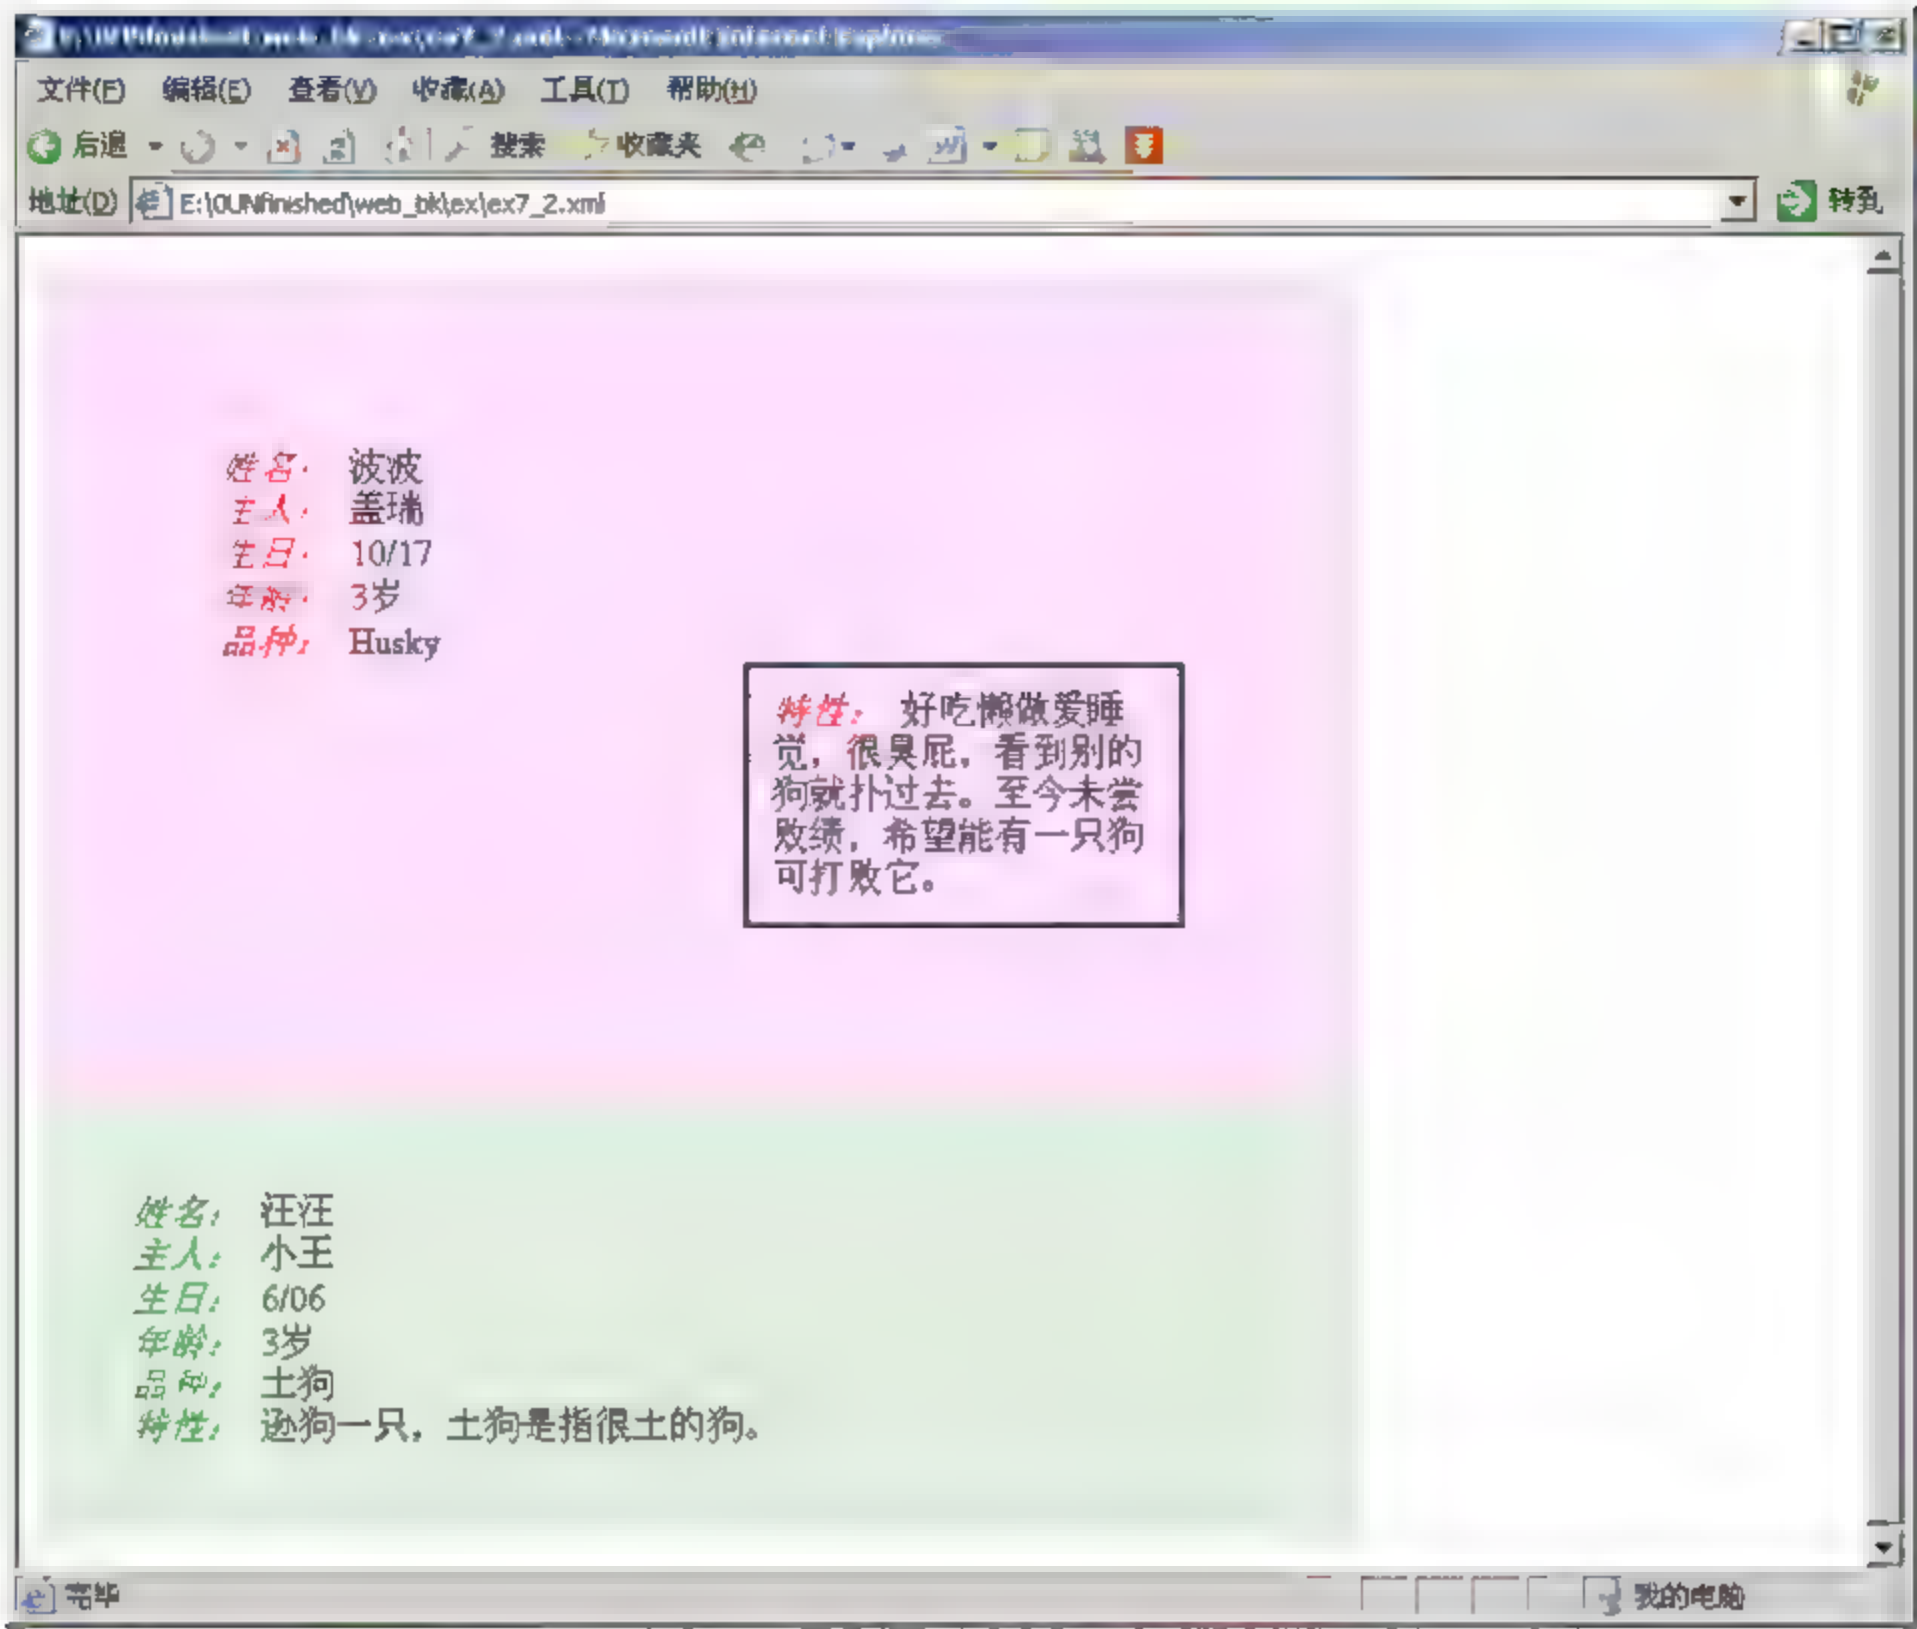 文件(F) 编辑(E) 查看(V) 收藏(A) 工具(T) 帮助(H)
后退 搜索 收藏夹
地址(D) E:\OUNfinished\web_bk\ex\ex7_2.xml 转到
姓名: 波波
主人: 盖瑞
生日: 10/17
年龄: 3岁
品种: Husky
特性: 好吃懒做爱睡
觉，很臭屁，看到别的
狗就扑过去。至今未尝
败绩，希望能有一只狗
可打败它。
姓名: 汪汪
主人: 小王
生日: 6/06
年龄: 3岁
品种: 土狗
特性: 逊狗一只，土狗是指很土的狗。
完毕 我的电脑